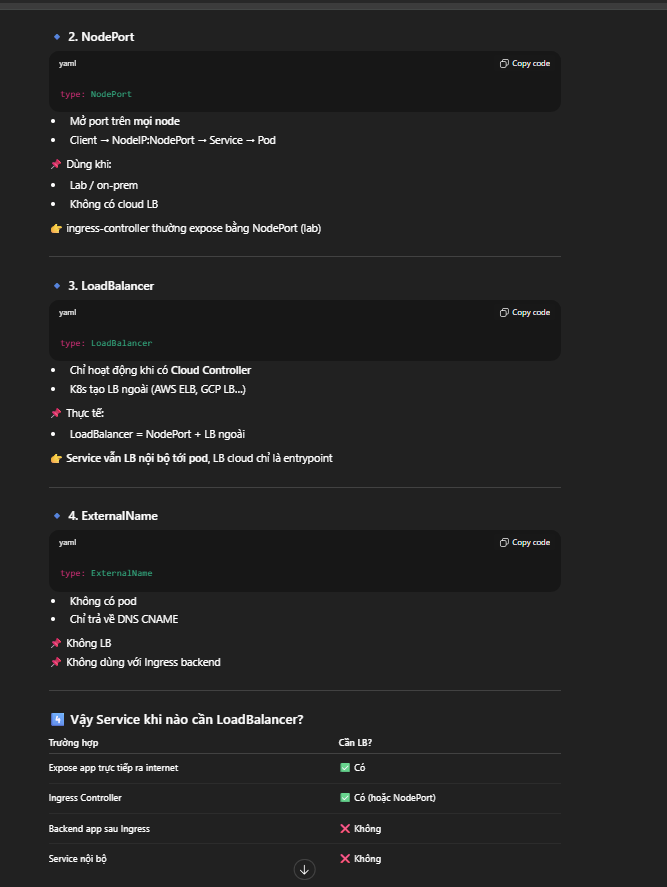 2. NodePort
yaml
Copy code
type: NodePort
Mở port trên mọi node
Client → NodeIP:NodePort → Service → Pod
📌 Dùng khi:
Lab / on-prem
Không có cloud LB
👉 ingress-controller thường expose bằng NodePort (lab)
3. LoadBalancer
yaml
Copy code
type: LoadBalancer
Chỉ hoạt động khi có Cloud Controller
K8s tạo LB ngoài (AWS ELB, GCP LB...)
📌 Thực tế:
LoadBalancer = NodePort + LB ngoài
👉 Service vẫn LB nội bộ tới pod, LB cloud chỉ là entrypoint
4. ExternalName
yaml
Copy code
type: ExternalName
Không có pod
Chỉ trả về DNS CNAME
📌 Không LB
📌 Không dùng với Ingress backend
4️⃣ Vậy Service khi nào cần LoadBalancer?
Trường hợp
Cần LB?
Expose app trực tiếp ra internet
✅ Có
Ingress Controller
✅ Có (hoặc NodePort)
Backend app sau Ingress
❌ Không
Service nội bộ
❌ Không